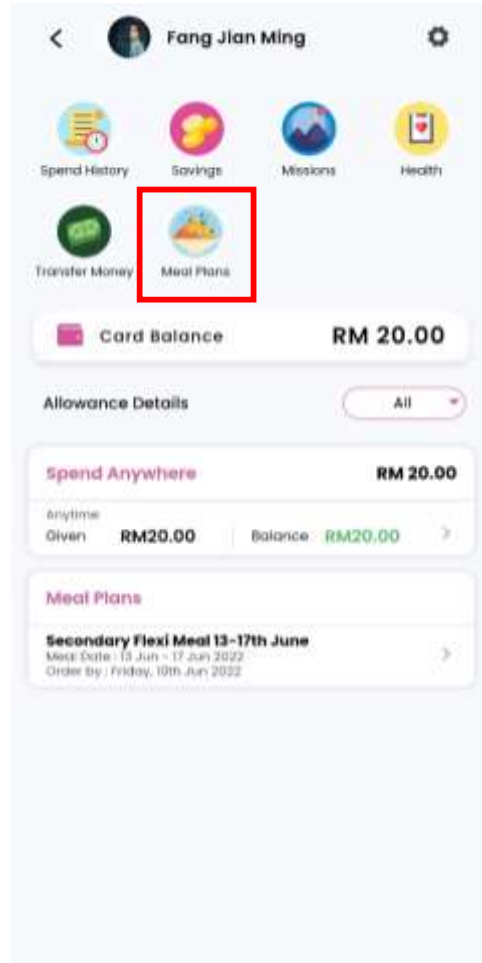 Fang Jian Ming
Spend History Savings Missions Health
Transfer Money Meal Plans
Card Balance RM 20.00
Allowance Details All
Spend Anywhere RM 20.00
Anytime
Given RM20.00 Balance RM20.00
Meal Plans
Secondary Flexi Meal 13-17th June
Meal Date : 13 Jun - 17 Jun 2022
Order by : Friday, 10th Jun 2022